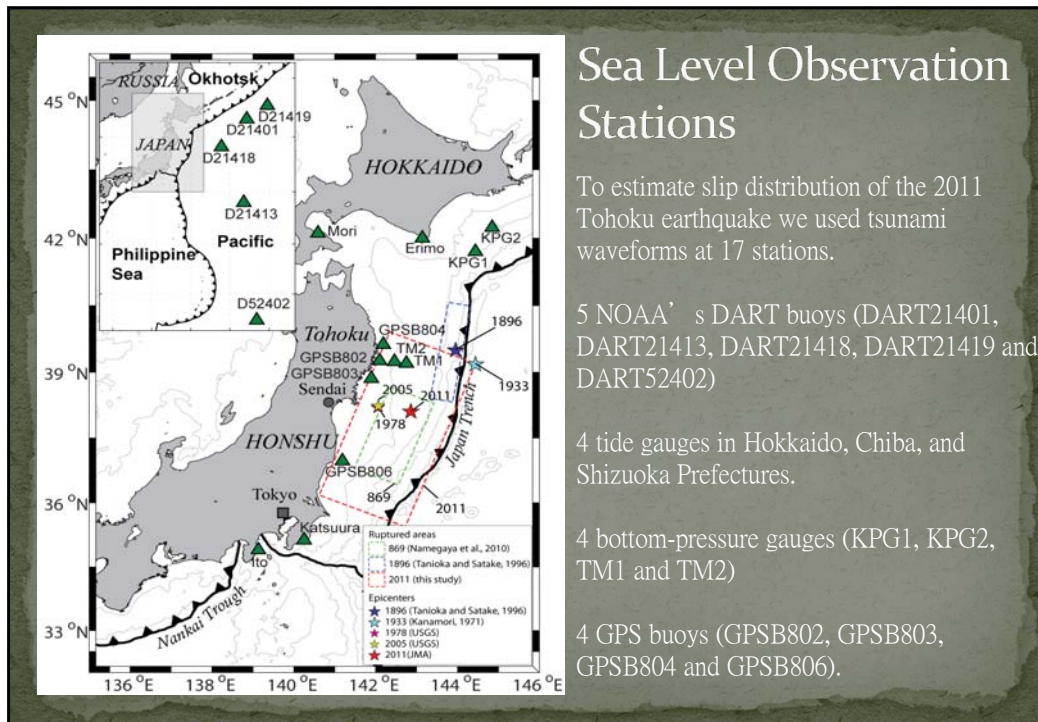 Sea Level Observation
Stations
To estimate slip distribution of the 2011
Tohoku earthquake we used tsunami
waveforms at 17 stations.
5 NOAA’s DART buoys (DART21401,
DART21413, DART21418, DART21419 and
DART52402)
4 tide gauges in Hokkaido, Chiba, and
Shizuoka Prefectures.
4 bottom-pressure gauges (KPG1, KPG2,
TM1 and TM2)
4 GPS buoys (GPSB802, GPSB803,
GPSB804 and GPSB806).
45 °N
42 °N
39 °N
36 °N
33 °N
136 °E
138 °E
140 °E
142 °E
144 °E
146 °E
RUSSIA
Okhotsk
D21419
D21401
JAPAN
D21418
D21413
Pacific
Philippine
Sea
D52402
HOKKAIDO
Mori
Erimo
KPG2
KPG1
Tohoku
GPSB804
1896
GPSB802
TM2
TM1
GPSB803
1933
Sendai
2005
2011
1978
HONSHU
Japan Trench
GPSB806
869
2011
Tokyo
Katsuura
Ito
Nankai Trough
Ruptured areas
869 (Namegaya et al., 2010)
1896 (Tanioka and Satake, 1996)
2011 (this study)
Epicenters
1896 (Tanioka and Satake, 1996)
1933 (Kanamori, 1971)
1978 (USGS)
2005 (USGS)
2011(JMA)